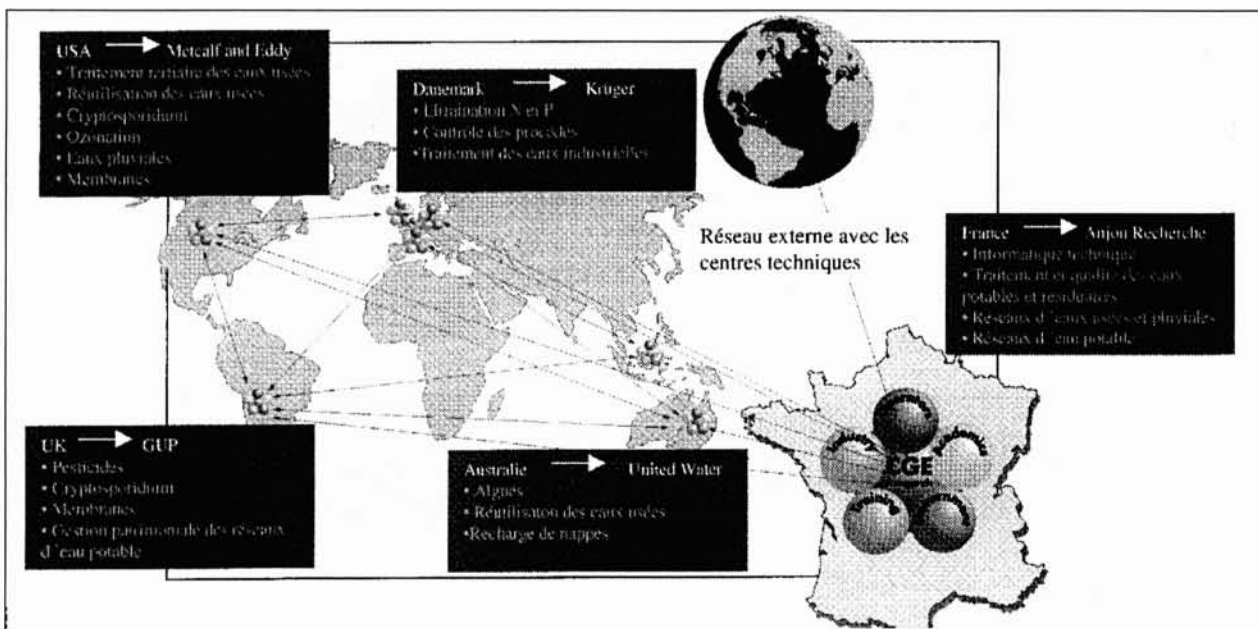 USA → Metcalf and Eddy
• Traitement tertiaire des eaux usées
• Réutilisation des eaux usées
• Cryptosporidium
• Ozonation
• Eaux pluviales
• Membranes
Danemark → Krüger
• Elimination N et P
• Contrôle des procédés
•Traitement des eaux industrielles
Réseau externe avec les
centres techniques
France → Anjou Recherche
• Informatique technique
• Traitement et qualité des eaux
potables et résiduaires
• Réseaux d'eaux usées et pluviales
• Réseaux d'eau potable
UK → GUP
• Pesticides
• Cryptosporidium
• Membranes
• Gestion patrimoniale des réseaux
d'eau potable
Australie → United Water
• Algues
• Réutilisaton des eaux usées
•Recharge de nappes
Industry
Academia
CGE
Training